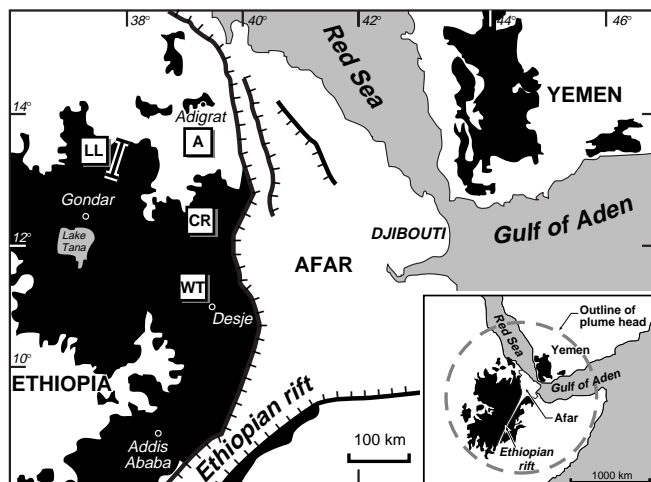 38 40 42 44 46
14°
12°
10°
Red Sea
YEMEN
Adigrat
LL
A
Gondar
CR
Lake
Tana
DJIBOUTI
Gulf of Aden
AFAR
WT
Desje
ETHIOPIA
Ethiopian rift
Addis
Ababa
100 km
Outline of
plume head
Red Sea
Yemen
Gulf of Aden
Afar
Ethiopian
rift
1000 km